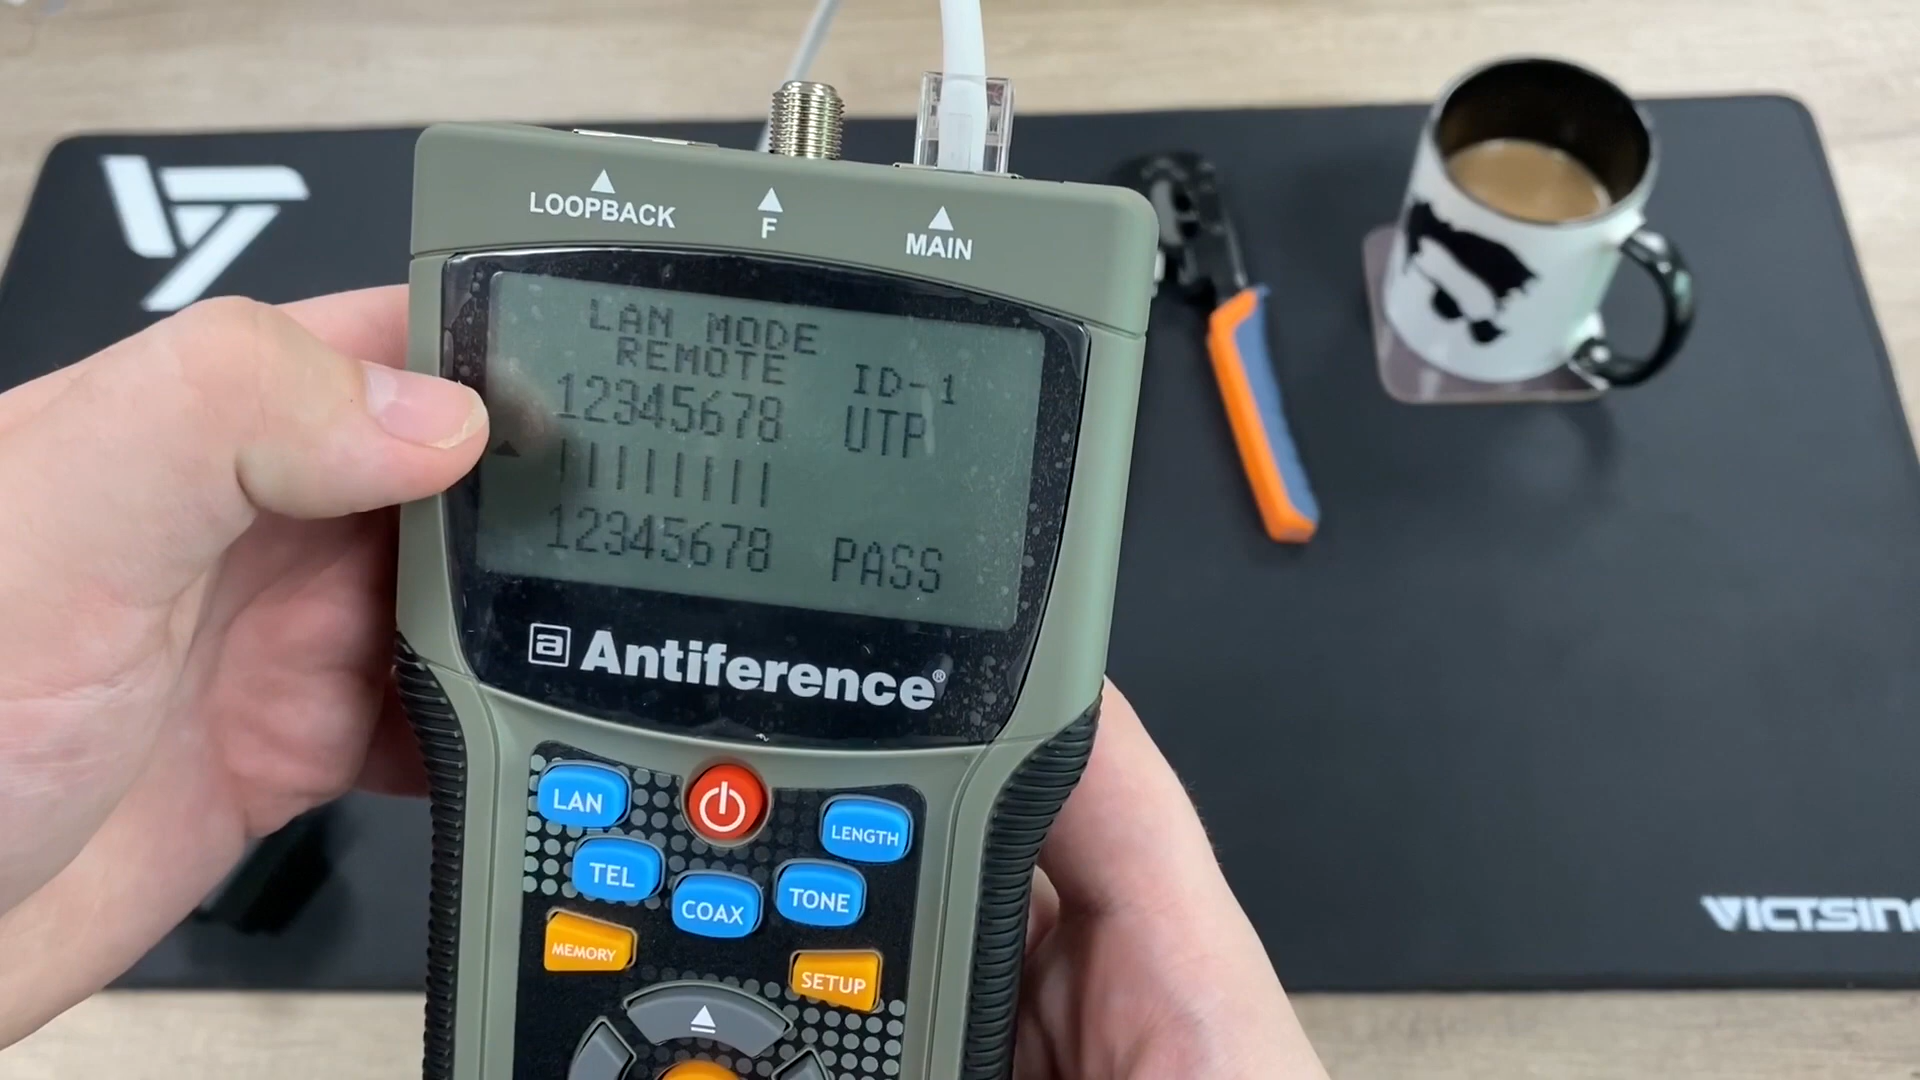 LOOPBACK
F
MAIN
LAN MODE
REMOTE ID-1
12345678 UTP
12345678 PASS
a Antiference®
LAN
LENGTH
TEL
TONE
COAX
MEMORY
SETUP
VICTSING